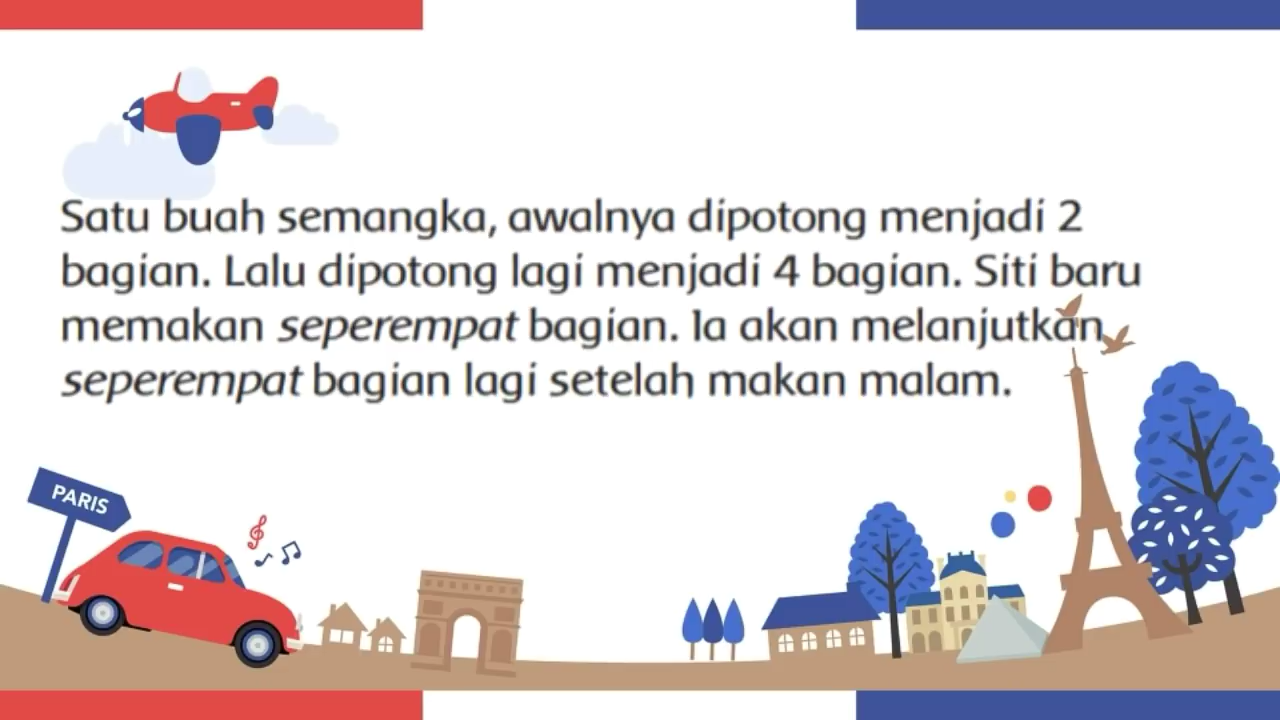 Satu buah semangka, awalnya dipotong menjadi 2
bagian. Lalu dipotong lagi menjadi 4 bagian. Siti baru
memakan seperempat bagian. Ia akan melanjutkan
seperempat bagian lagi setelah makan malam.
PARIS